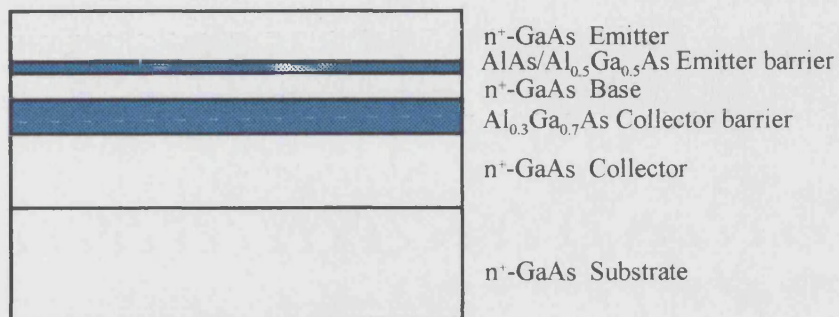 n⁺-GaAs Emitter
AlAs/Al₀.₅Ga₀.₅As Emitter barrier
n⁺-GaAs Base
Al₀.₃Ga₀.₇As Collector barrier
n⁺-GaAs Collector
n⁺-GaAs Substrate